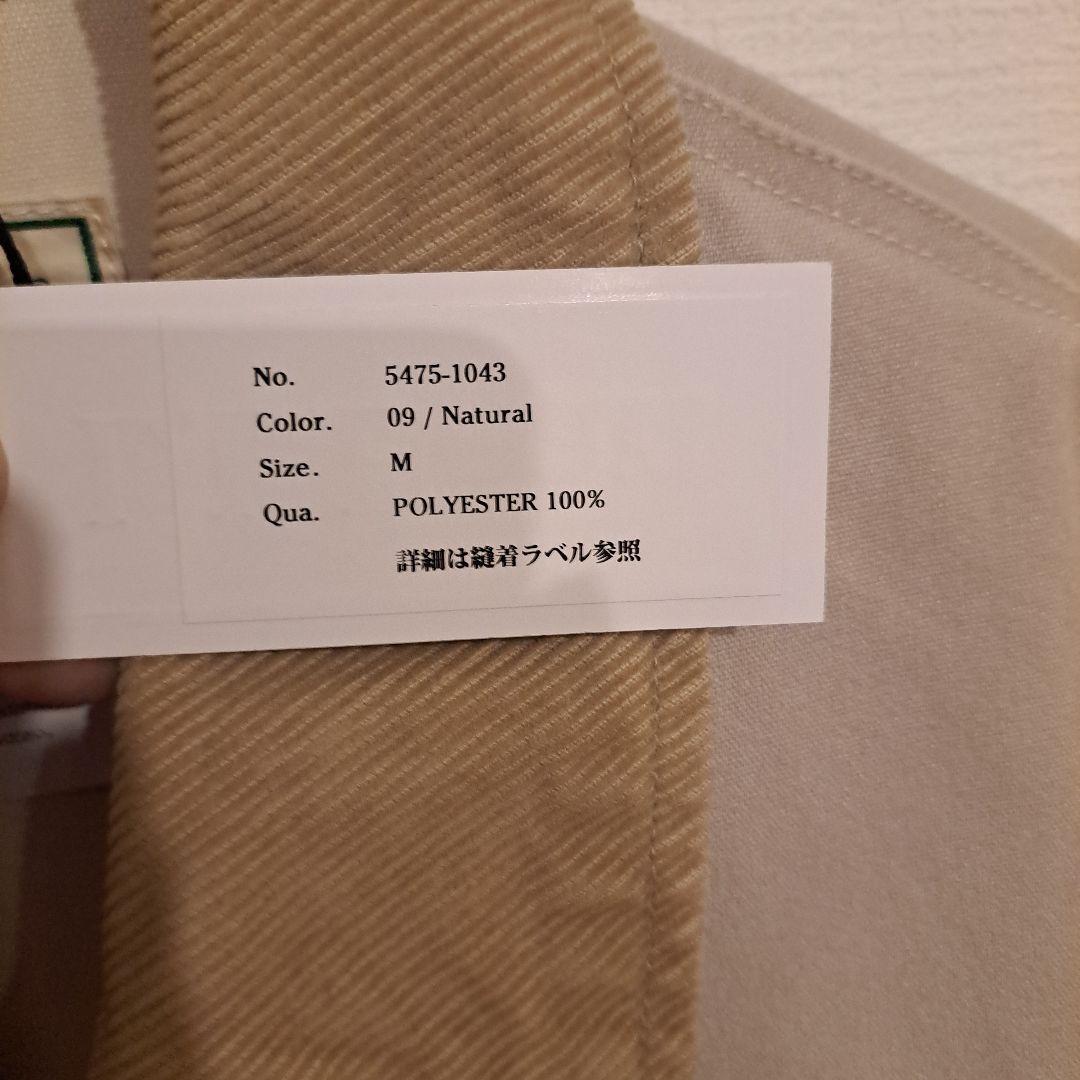 No. 5475-1043
Color. 09 / Natural
Size. M
Qua. POLYESTER 100%
詳細は縫着ラベル参照